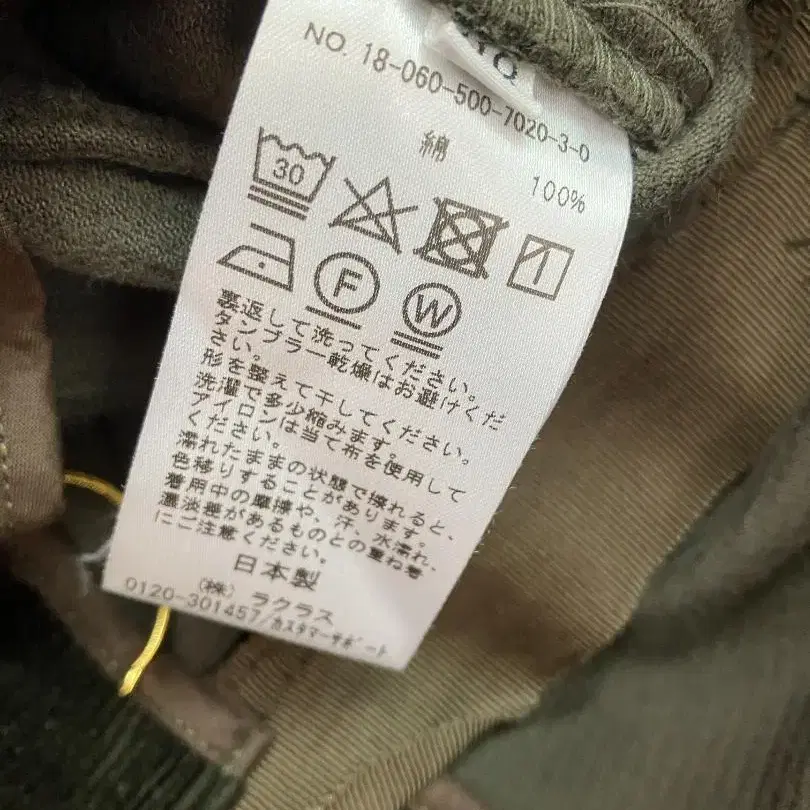 NO. 18-060-500-7020-3-0
綿 100%
30
F
W
裏返して洗ってください。
タンブラー乾燥はお避けくだ
さい。
形を整えて干してください。
洗濯で多少縮みます。
アイロンは当て布を使用して
ください。
濡れたままの状態で擦れると、
色移りすることがあります。
着用中の摩擦や、汗、水濡れ、
濃淡差があるものとの重ね着
にご注意ください。
日本製
(株) ラクラス
0120-301457/カスタマーサポート